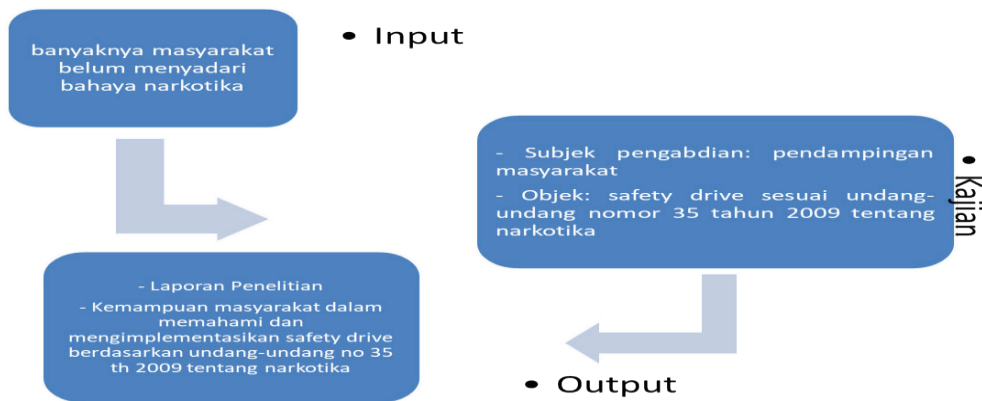 banyaknya masyarakat
belum menyadari
bahaya narkotika
• Input
- Subjek pengabdian: pendampingan
masyarakat
- Objek: safety drive sesuai undang-
undang nomor 35 tahun 2009 tentang
narkotika
• Kajian
- Laporan Penelitian
- Kemampuan masyarakat dalam
memahami dan
mengimplementasikan safety drive
berdasarkan undang-undang no 35
th 2009 tentang narkotika
• Output